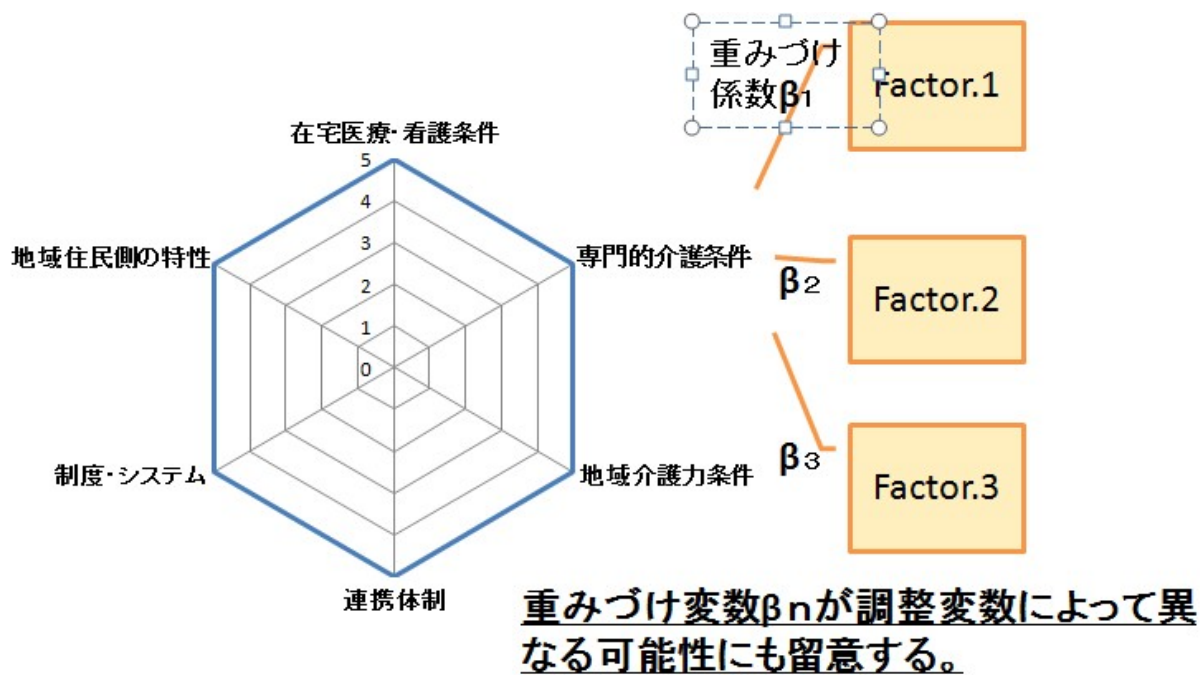 重みづけ
係数β1
Factor.1
在宅医療・看護条件
5
4
3
2
1
0
地域住民側の特性
専門的介護条件
β2
Factor.2
制度・システム
地域介護力条件
β3
Factor.3
連携体制
重みづけ変数βnが調整変数によって異
なる可能性にも留意する。